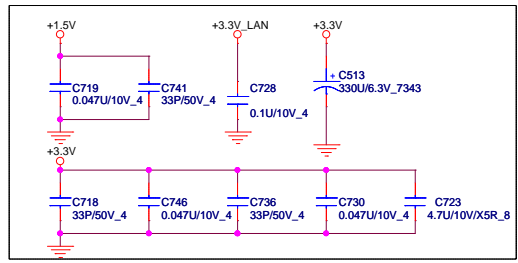 +1.5V
+3.3V_LAN
+3.3V
C719
0.047U/10V_4
C741
33P/50V_4
C728
0.1U/10V_4
+
C513
330U/6.3V_7343
+3.3V
C718
33P/50V_4
C746
0.047U/10V_4
C736
33P/50V_4
C730
0.047U/10V_4
C723
4.7U/10V/X5R_8